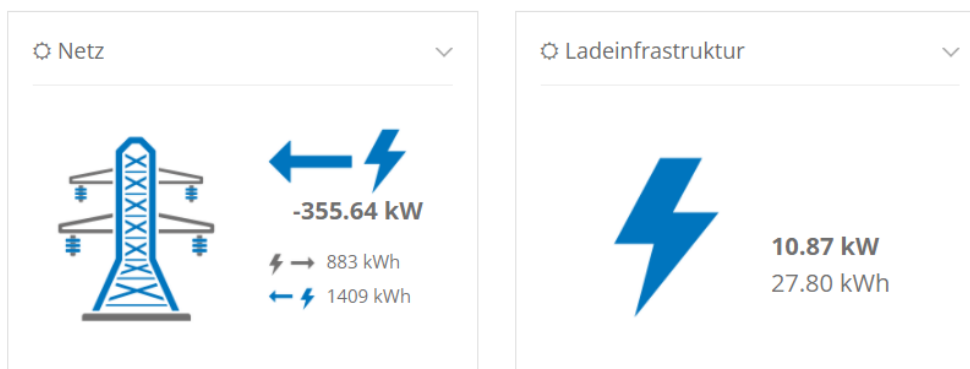 Netz
-355.64 kW
883 kWh
1409 kWh
Ladeinfrastruktur
10.87 kW
27.80 kWh